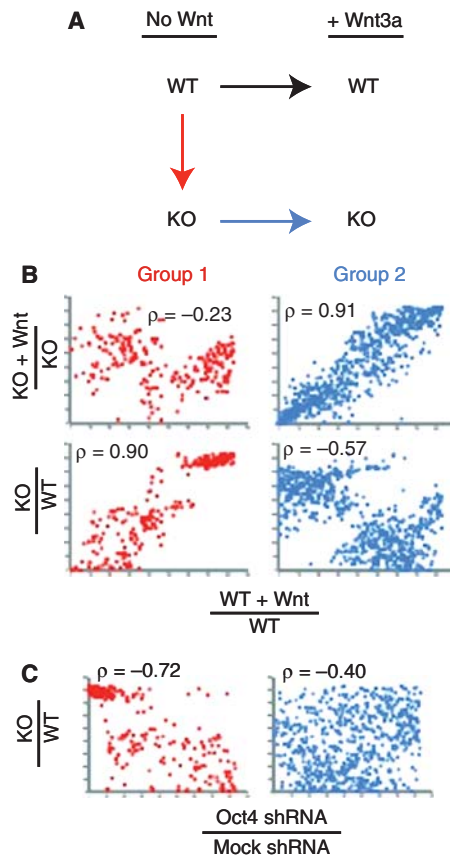 A
No Wnt
+ Wnt3a
WT
WT
KO
KO
B
Group 1
Group 2
KO + Wnt
KO
ρ = –0.23
ρ = 0.91
KO
WT
ρ 0.90
ρ = –0.57
WT + Wnt
WT
C
ρ = –0.72
ρ = –0.40
KO
WT
Oct4 shRNA
Mock shRNA